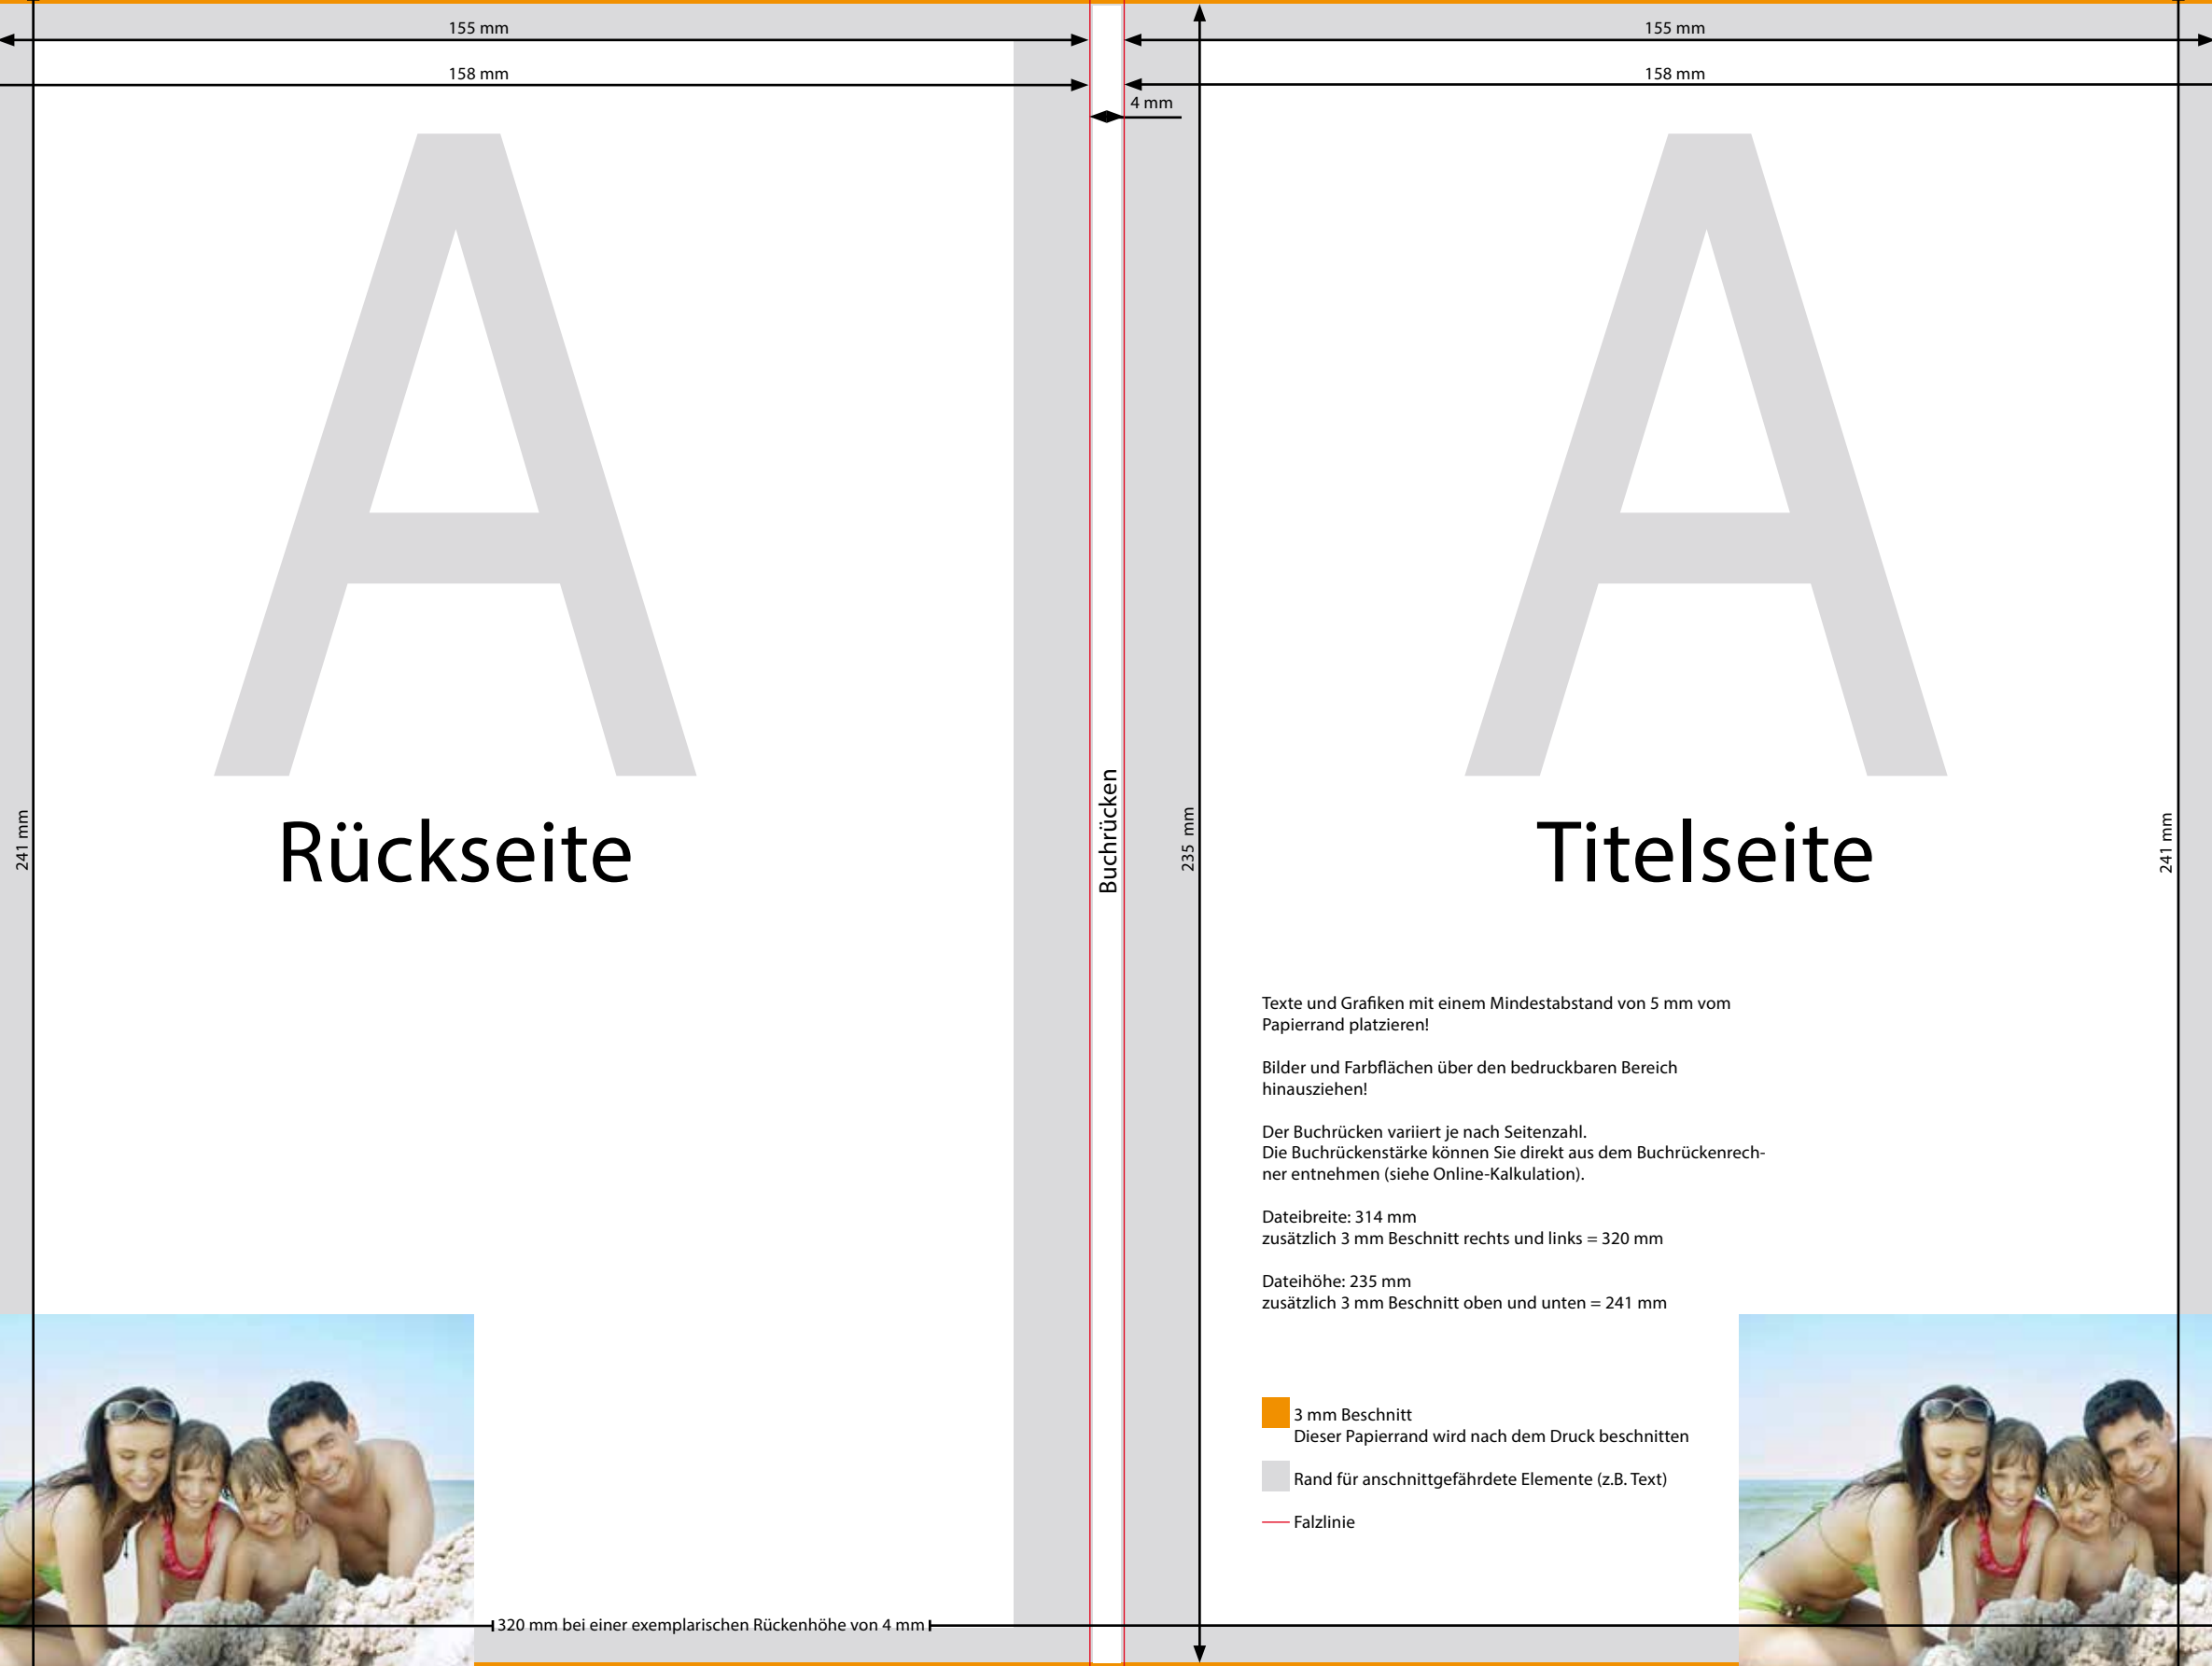 155 mm
155 mm
158 mm
158 mm
4 mm
A
A
Rückseite
Buchrücken
Titelseite
241 mm
235 mm
241 mm
Texte und Grafiken mit einem Mindestabstand von 5 mm vom
Papierrand platzieren!
Bilder und Farbflächen über den bedruckbaren Bereich
hinausziehen!
Der Buchrücken variiert je nach Seitenzahl.
Die Buchrückenstärke können Sie direkt aus dem Buchrückenrech-
ner entnehmen (siehe Online-Kalkulation).
Dateibreite: 314 mm
zusätzlich 3 mm Beschnitt rechts und links = 320 mm
Dateihöhe: 235 mm
zusätzlich 3 mm Beschnitt oben und unten = 241 mm
3 mm Beschnitt
Dieser Papierrand wird nach dem Druck beschnitten
Rand für anschnittgefährdete Elemente (z.B. Text)
Falzlinie
320 mm bei einer exemplarischen Rückenhöhe von 4 mm